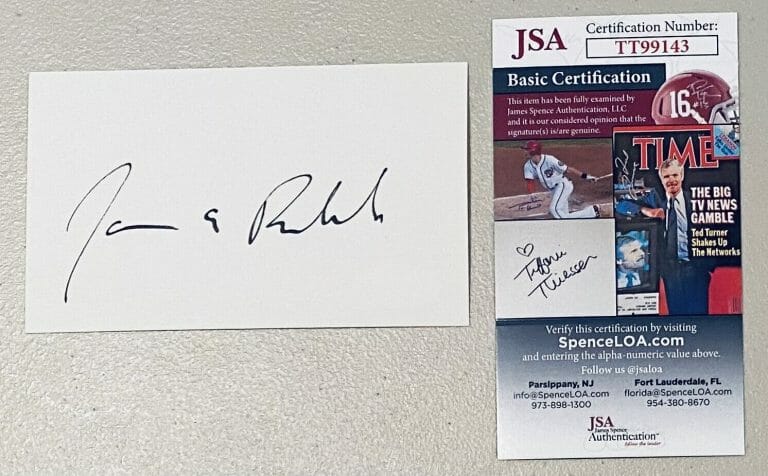 JSA
Certification Number:
TT99143
Basic Certification
This item has been fully examined by
James Spence Authentication, LLC
and it is our considered opinion that the
signature(s) is/are genuine.
16
TIME
THE BIG
TV NEWS
GAMBLE
Ted Turner
Shakes Up
The Networks
Tiffani
Thiessen
Verify this certification by visiting
SpenceLOA.com
and entering the alpha-numeric value above.
Follow us @jsaloa
Parsippany, NJ
info@SpenceLOA.com
973-898-1300
Fort Lauderdale, FL
florida@SpenceLOA.com
954-380-8670
JSA
James Spence
Authentication